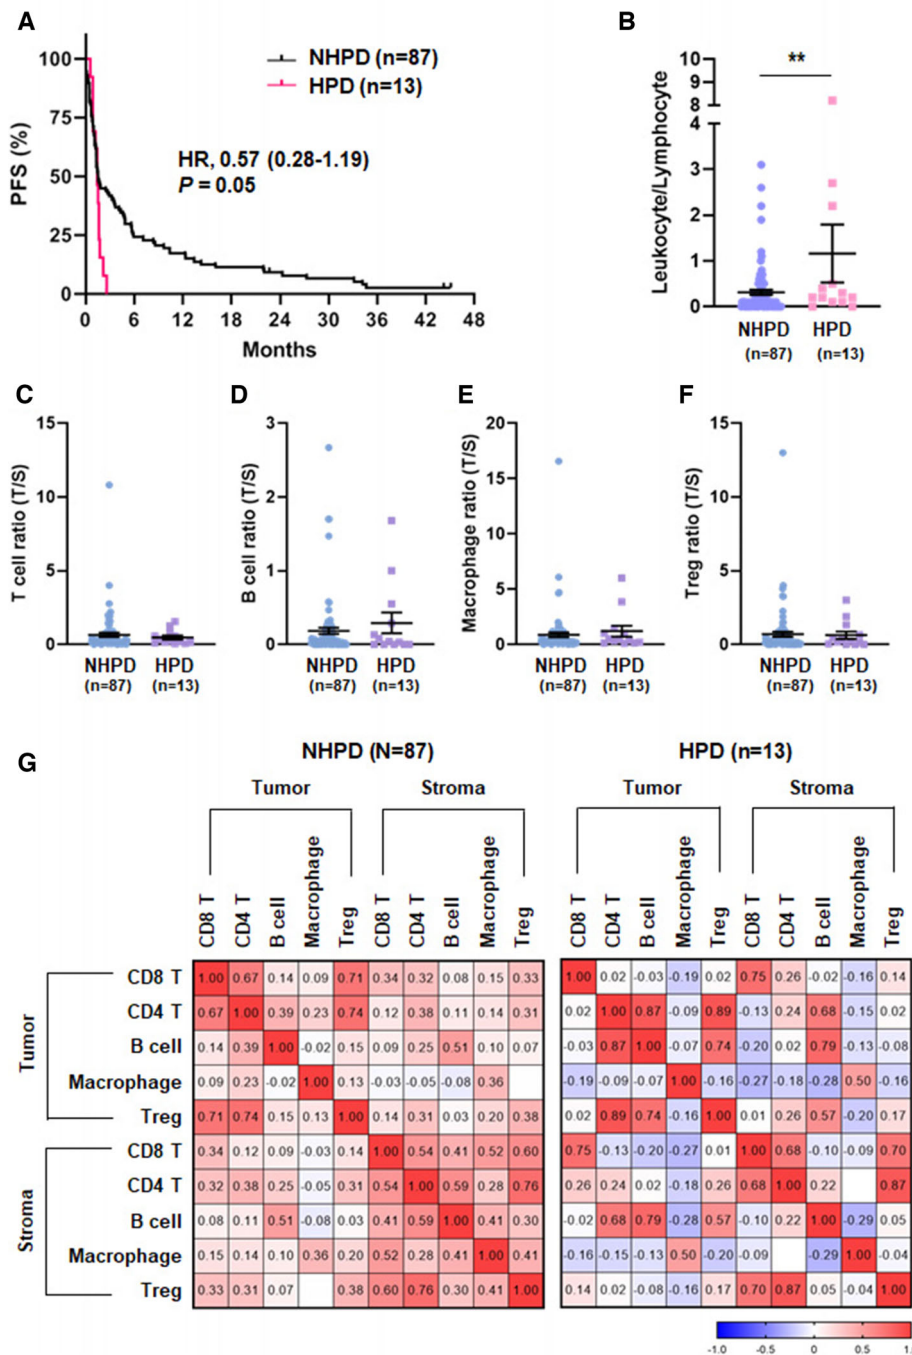 A
PFS (%)
100
75
50
25
0
NHPD (n=87)
HPD (n=13)
HR, 0.57 (0.28-1.19)
P = 0.05
0 6 12 18 24 30 36 42 48
Months
B
Leukocyte/Lymphocyte
10
9
8
4
3
2
1
0
**
NHPD HPD
(n=87) (n=13)
C
T cell ratio (T/S)
15
10
5
0
NHPD HPD
(n=87) (n=13)
D
B cell ratio (T/S)
3
2
1
0
NHPD HPD
(n=87) (n=13)
E
Macrophage ratio (T/S)
20
15
10
5
0
NHPD HPD
(n=87) (n=13)
F
Treg ratio (T/S)
15
10
5
0
NHPD HPD
(n=87) (n=13)
G
NHPD (N=87)
Tumor Stroma
CD8 T CD4 T B cell Macrophage Treg CD8 T CD4 T B cell Macrophage Treg
Tumor
Stroma
CD8 T 1.00 0.67 0.14 0.09 0.71 0.34 0.32 0.08 0.15 0.33
CD4 T 0.67 1.00 0.39 0.23 0.74 0.12 0.38 0.11 0.14 0.31
B cell 0.14 0.39 1.00 -0.02 0.15 0.09 0.25 0.51 0.10 0.07
Macrophage 0.09 0.23 -0.02 1.00 0.13 -0.03 -0.05 -0.08 0.36
Treg 0.71 0.74 0.15 0.13 1.00 0.14 0.31 0.03 0.20 0.38
CD8 T 0.34 0.12 0.09 -0.03 0.14 1.00 0.54 0.41 0.52 0.60
CD4 T 0.32 0.38 0.25 -0.05 0.31 0.54 1.00 0.59 0.28 0.76
B cell 0.08 0.11 0.51 -0.08 0.03 0.41 0.59 1.00 0.41 0.30
Macrophage 0.15 0.14 0.10 0.36 0.20 0.52 0.28 0.41 1.00 0.41
Treg 0.33 0.31 0.07 0.38 0.60 0.76 0.30 0.41 1.00
HPD (n=13)
Tumor Stroma
CD8 T CD4 T B cell Macrophage Treg CD8 T CD4 T B cell Macrophage Treg
1.00 0.02 -0.03 -0.19 0.02 0.75 0.26 -0.02 -0.16 0.14
0.02 1.00 0.87 -0.09 0.89 -0.13 0.24 0.68 -0.15 0.02
-0.03 0.87 1.00 -0.07 0.74 -0.20 0.02 0.79 -0.13 -0.08
-0.19 -0.09 -0.07 1.00 -0.16 -0.27 -0.18 -0.28 0.50 -0.16
0.02 0.89 0.74 -0.16 1.00 0.01 0.26 0.57 -0.20 0.17
0.75 -0.13 -0.20 -0.27 0.01 1.00 0.68 -0.10 -0.09 0.70
0.26 0.24 0.02 -0.18 0.26 0.68 1.00 0.22 0.87
-0.02 0.68 0.79 -0.28 0.57 -0.10 0.22 1.00 -0.29 0.05
-0.16 -0.15 -0.13 0.50 -0.20 -0.09 -0.29 1.00 -0.04
0.14 0.02 -0.08 -0.16 0.17 0.70 0.87 0.05 -0.04 1.00
-1.0 -0.5 0 0.5